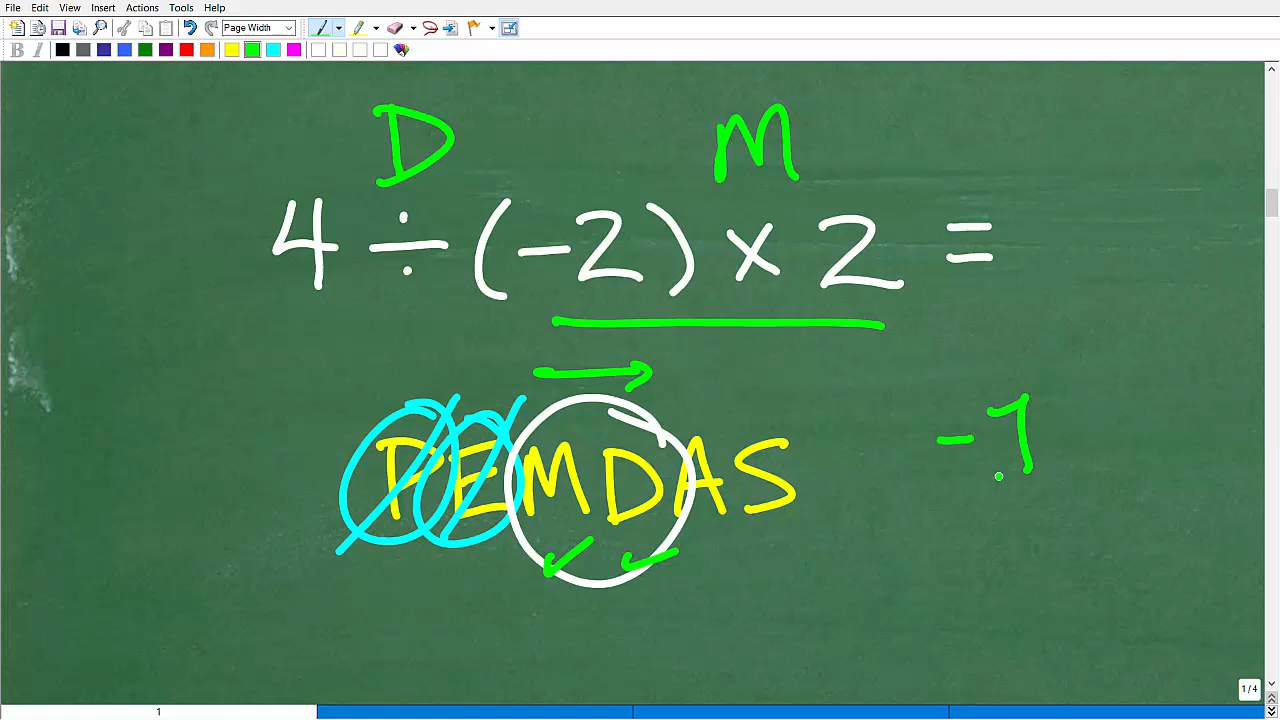 File Edit View Insert Actions Tools Help
Page Width
B I
D M
4 ÷ (-2) × 2 =
PEMDAS
-1
1/4
1